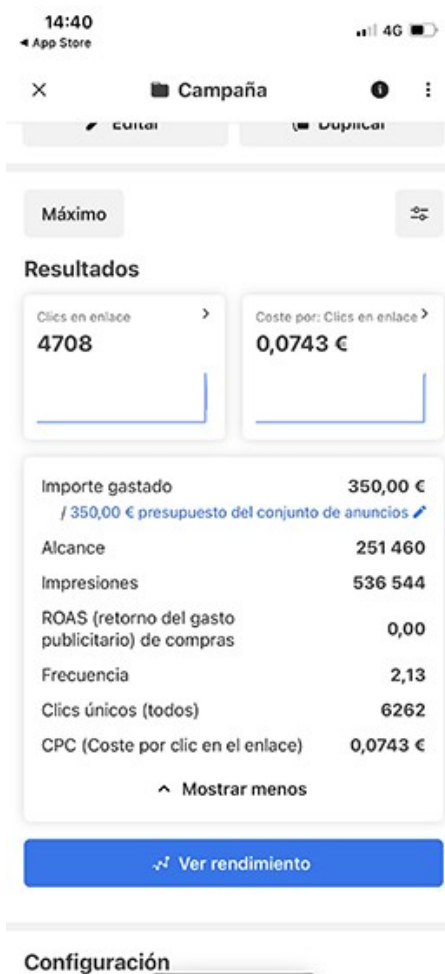 14:40
◀ App Store
4G
Campaña
Editar
Duplicar
Máximo
Resultados
Clics en enlace
4708
Coste por: Clics en enlace
0,0743 €
Importe gastado
350,00 €
/ 350,00 € presupuesto del conjunto de anuncios
Alcance
251 460
Impresiones
536 544
ROAS (retorno del gasto
publicitario) de compras
0,00
Frecuencia
2,13
Clics únicos (todos)
6262
CPC (Coste por clic en el enlace)
0,0743 €
Mostrar menos
Ver rendimiento
Configuración